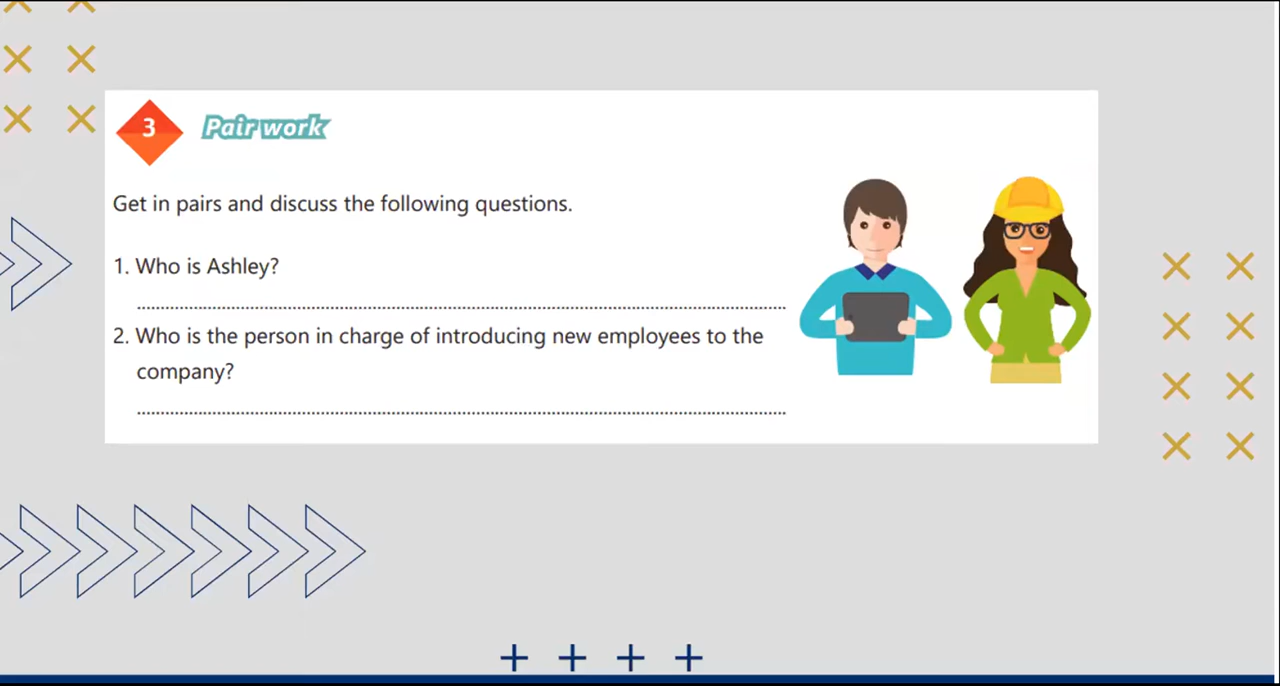 3
Pair work
Get in pairs and discuss the following questions.
1. Who is Ashley?
2. Who is the person in charge of introducing new employees to the
company?